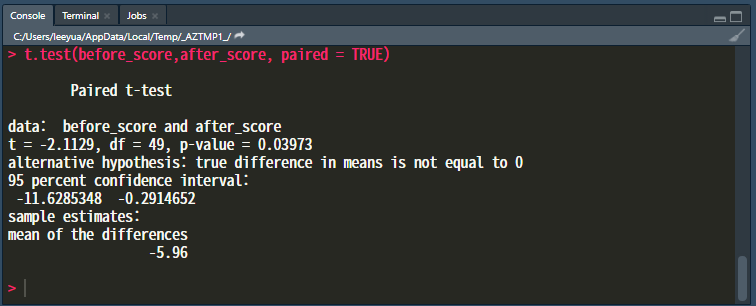 Console Terminal × Jobs ×
C:/Users/leeyua/AppData/Local/Temp/_AZTMP1_/
> t.test(before_score,after_score, paired = TRUE)
Paired t-test
data:  before_score and after_score
t = -2.1129, df = 49, p-value = 0.03973
alternative hypothesis: true difference in means is not equal to 0
95 percent confidence interval:
-11.6285348  -0.2914652
sample estimates:
mean of the differences
-5.96
>